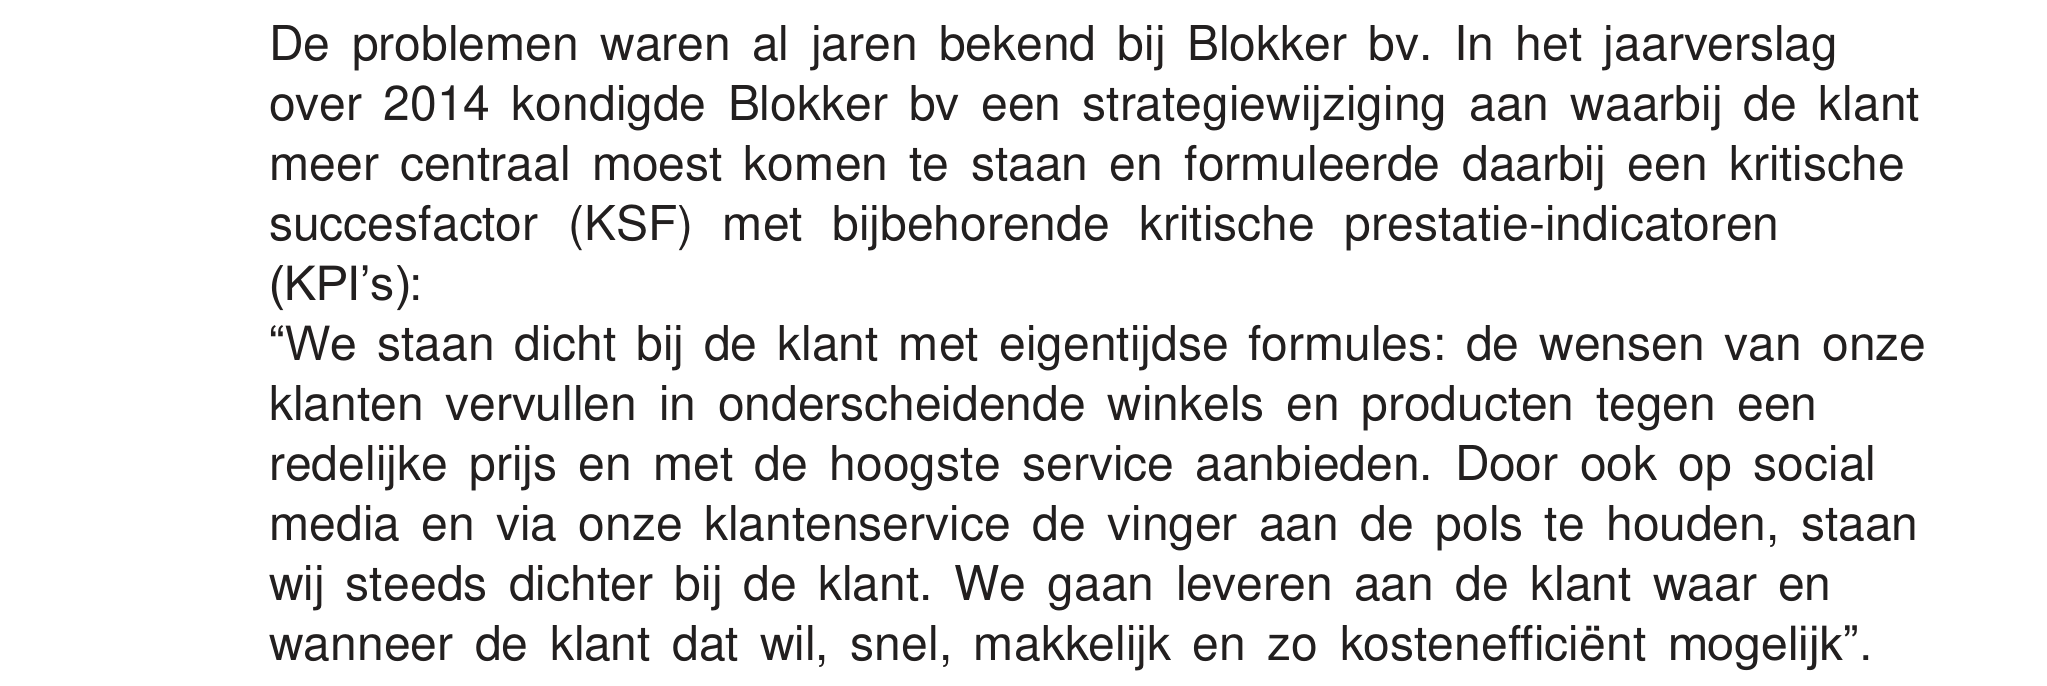 De problemen waren al jaren bekend bij Blokker bv. In het jaarverslag
over 2014 kondigde Blokker bv een strategiewijziging aan waarbij de klant
meer centraal moest komen te staan en formuleerde daarbij een kritische
succesfactor (KSF) met bijbehorende kritische prestatie-indicatoren
(KPI’s):
“We staan dicht bij de klant met eigentijdse formules: de wensen van onze
klanten vervullen in onderscheidende winkels en producten tegen een
redelijke prijs en met de hoogste service aanbieden. Door ook op social
media en via onze klantenservice de vinger aan de pols te houden, staan
wij steeds dichter bij de klant. We gaan leveren aan de klant waar en
wanneer de klant dat wil, snel, makkelijk en zo kostenefficiënt mogelijk”.